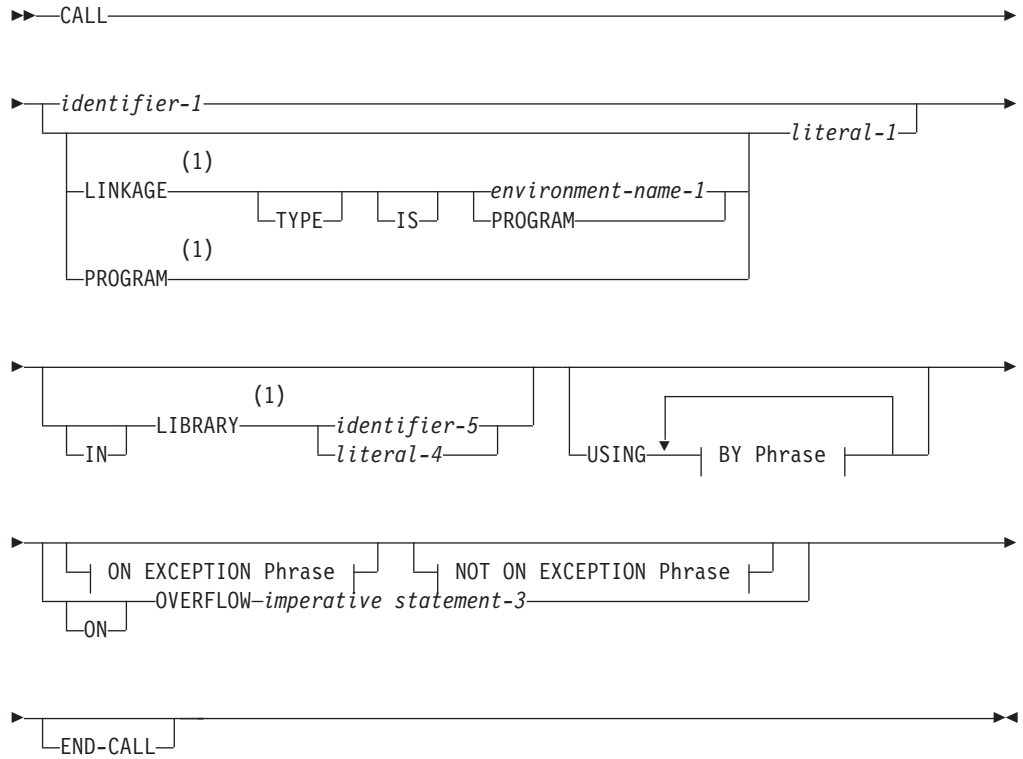 CALL
identifier-1
literal-1
(1)
LINKAGE environment-name-1
TYPE IS PROGRAM
(1)
PROGRAM
(1)
LIBRARY identifier-5
IN literal-4 USING BY Phrase
ON EXCEPTION Phrase NOT ON EXCEPTION Phrase
OVERFLOW imperative statement-3
ON
END-CALL